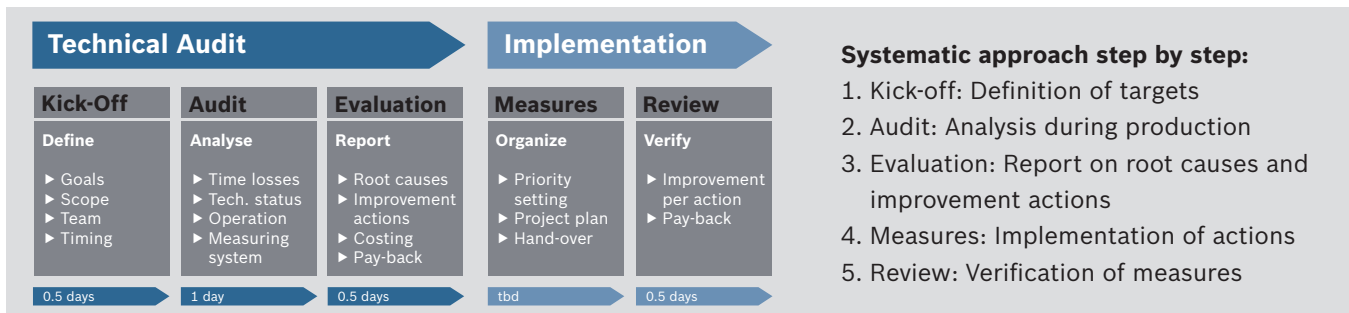 Technical Audit
Implementation
Kick-Off
Define
▶ Goals
▶ Scope
▶ Team
▶ Timing
0.5 days
Audit
Analyse
▶ Time losses
▶ Tech. status
▶ Operation
▶ Measuring
system
1 day
Evaluation
Report
▶ Root causes
▶ Improvement
actions
▶ Costing
▶ Pay-back
0.5 days
Measures
Organize
▶ Priority
setting
▶ Project plan
▶ Hand-over
tbd
Review
Verify
▶ Improvement
per action
▶ Pay-back
0.5 days
Systematic approach step by step:
1. Kick-off: Definition of targets
2. Audit: Analysis during production
3. Evaluation: Report on root causes and
improvement actions
4. Measures: Implementation of actions
5. Review: Verification of measures